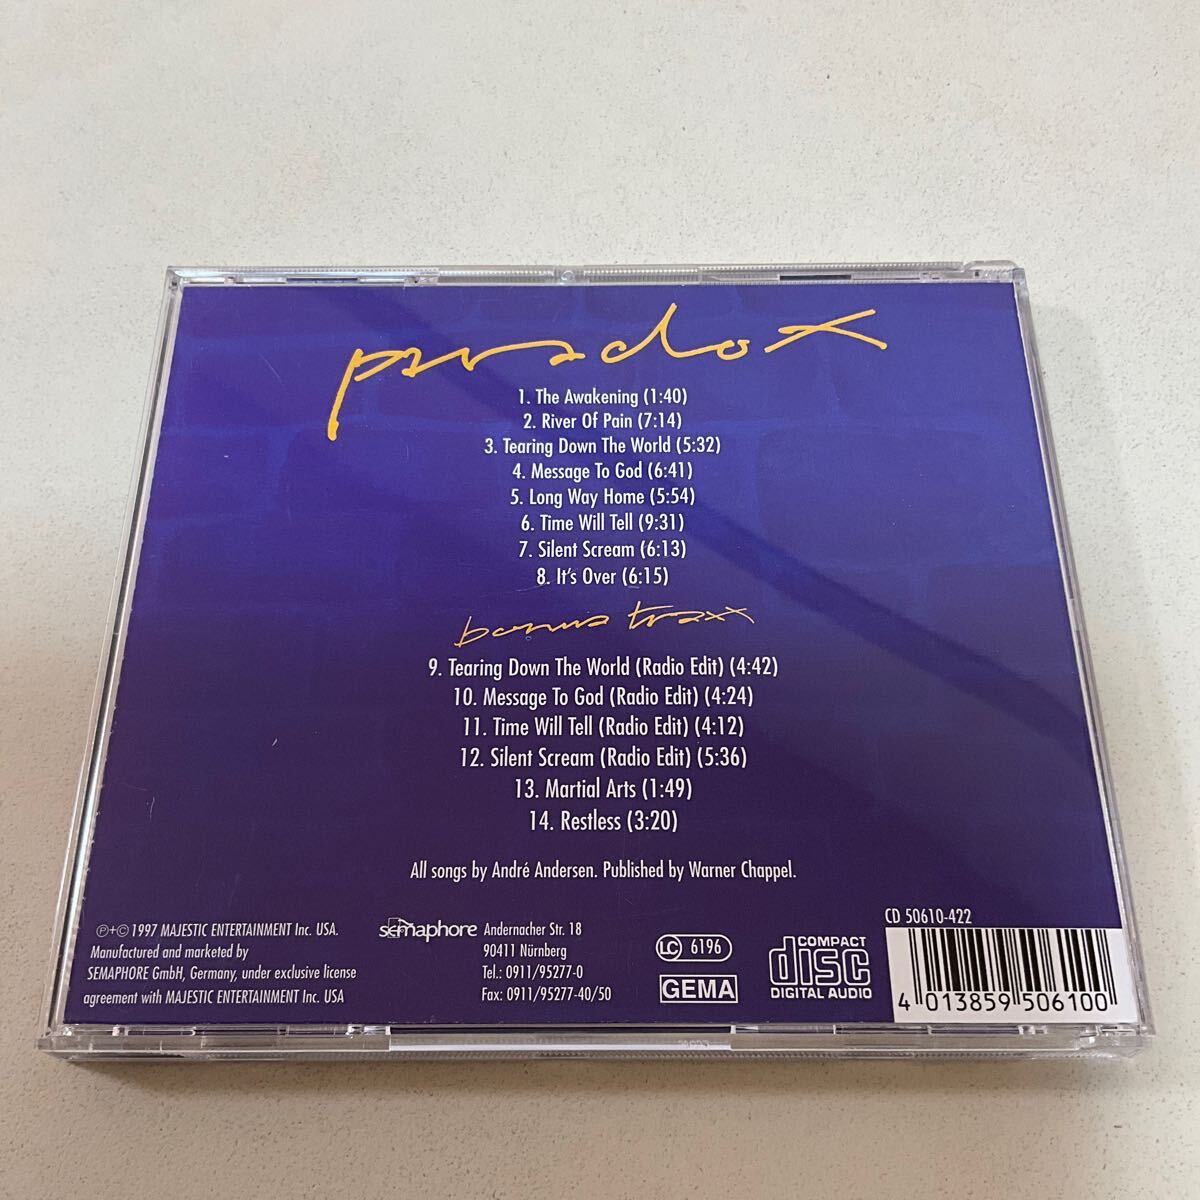 paradox
1. The Awakening (1:40)
2. River Of Pain (7:14)
3. Tearing Down The World (5:32)
4. Message To God (6:41)
5. Long Way Home (5:54)
6. Time Will Tell (9:31)
7. Silent Scream (6:13)
8. It's Over (6:15)
bonus traxx
9. Tearing Down The World (Radio Edit) (4:42)
10. Message To God (Radio Edit) (4:24)
11. Time Will Tell (Radio Edit) (4:12)
12. Silent Scream (Radio Edit) (5:36)
13. Martial Arts (1:49)
14. Restless (3:20)
All songs by André Andersen. Published by Warner Chappel.
℗+© 1997 MAJESTIC ENTERTAINMENT Inc. USA.
Manufactured and marketed by
SEMAPHORE GmbH, Germany, under exclusive license
agreement with MAJESTIC ENTERTAINMENT Inc. USA
semaphore
Andernacher Str. 18
90411 Nürnberg
Tel.: 0911/95277-0
Fax: 0911/95277-40/50
LC 6196
GEMA
COMPACT
disc
DIGITAL AUDIO
CD 50610-422
4 013859 506100